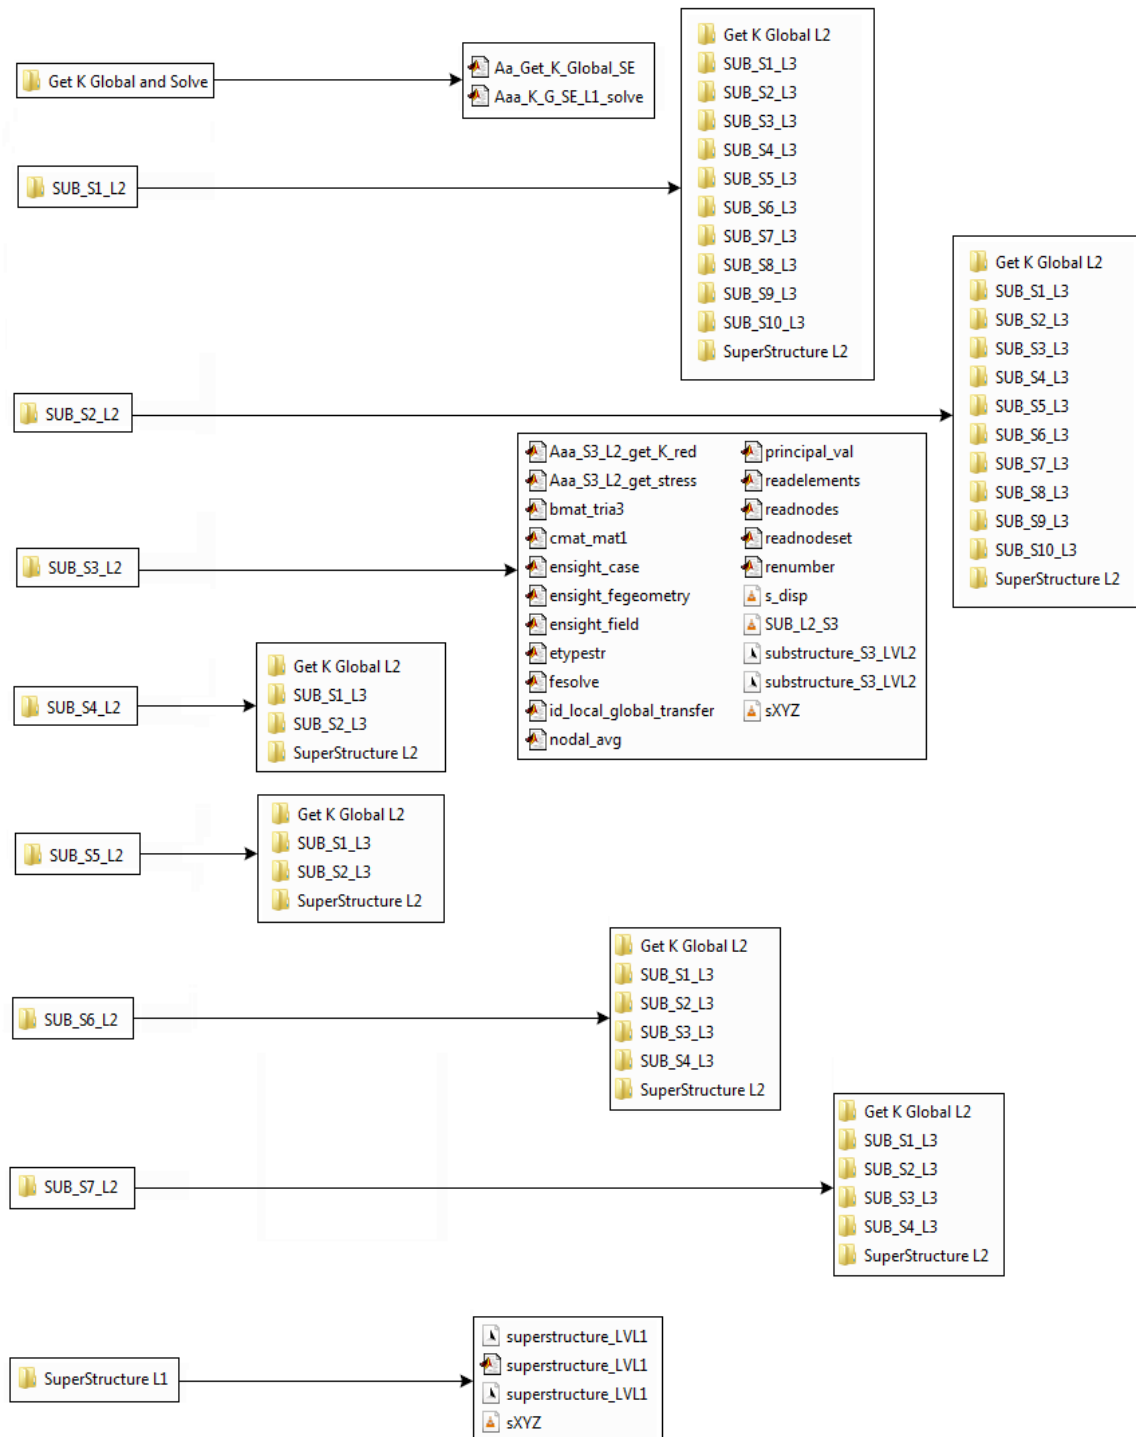 Get K Global and Solve
Aa_Get_K_Global_SE
Aaa_K_G_SE_L1_solve
SUB_S1_L2
Get K Global L2
SUB_S1_L3
SUB_S2_L3
SUB_S3_L3
SUB_S4_L3
SUB_S5_L3
SUB_S6_L3
SUB_S7_L3
SUB_S8_L3
SUB_S9_L3
SUB_S10_L3
SuperStructure L2
SUB_S2_L2
Get K Global L2
SUB_S1_L3
SUB_S2_L3
SUB_S3_L3
SUB_S4_L3
SUB_S5_L3
SUB_S6_L3
SUB_S7_L3
SUB_S8_L3
SUB_S9_L3
SUB_S10_L3
SuperStructure L2
SUB_S3_L2
Aaa_S3_L2_get_K_red
Aaa_S3_L2_get_stress
bmat_tria3
cmat_mat1
ensight_case
ensight_fegeometry
ensight_field
etypestr
fesolve
id_local_global_transfer
nodal_avg
principal_val
readelements
readnodes
readnodeset
renumber
s_disp
SUB_L2_S3
substructure_S3_LVL2
substructure_S3_LVL2
sXYZ
SUB_S4_L2
Get K Global L2
SUB_S1_L3
SUB_S2_L3
SuperStructure L2
SUB_S5_L2
Get K Global L2
SUB_S1_L3
SUB_S2_L3
SuperStructure L2
SUB_S6_L2
Get K Global L2
SUB_S1_L3
SUB_S2_L3
SUB_S3_L3
SUB_S4_L3
SuperStructure L2
SUB_S7_L2
Get K Global L2
SUB_S1_L3
SUB_S2_L3
SUB_S3_L3
SUB_S4_L3
SuperStructure L2
SuperStructure L1
superstructure_LVL1
superstructure_LVL1
superstructure_LVL1
sXYZ